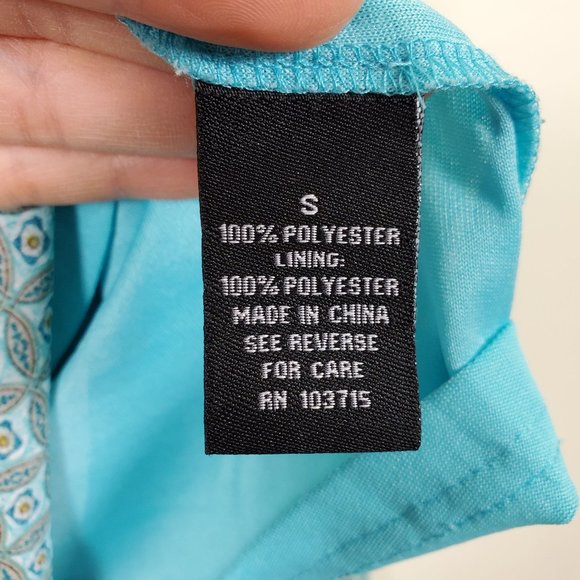 S
100% POLYESTER
LINING:
100% POLYESTER
MADE IN CHINA
SEE REVERSE
FOR CARE
RN 103715